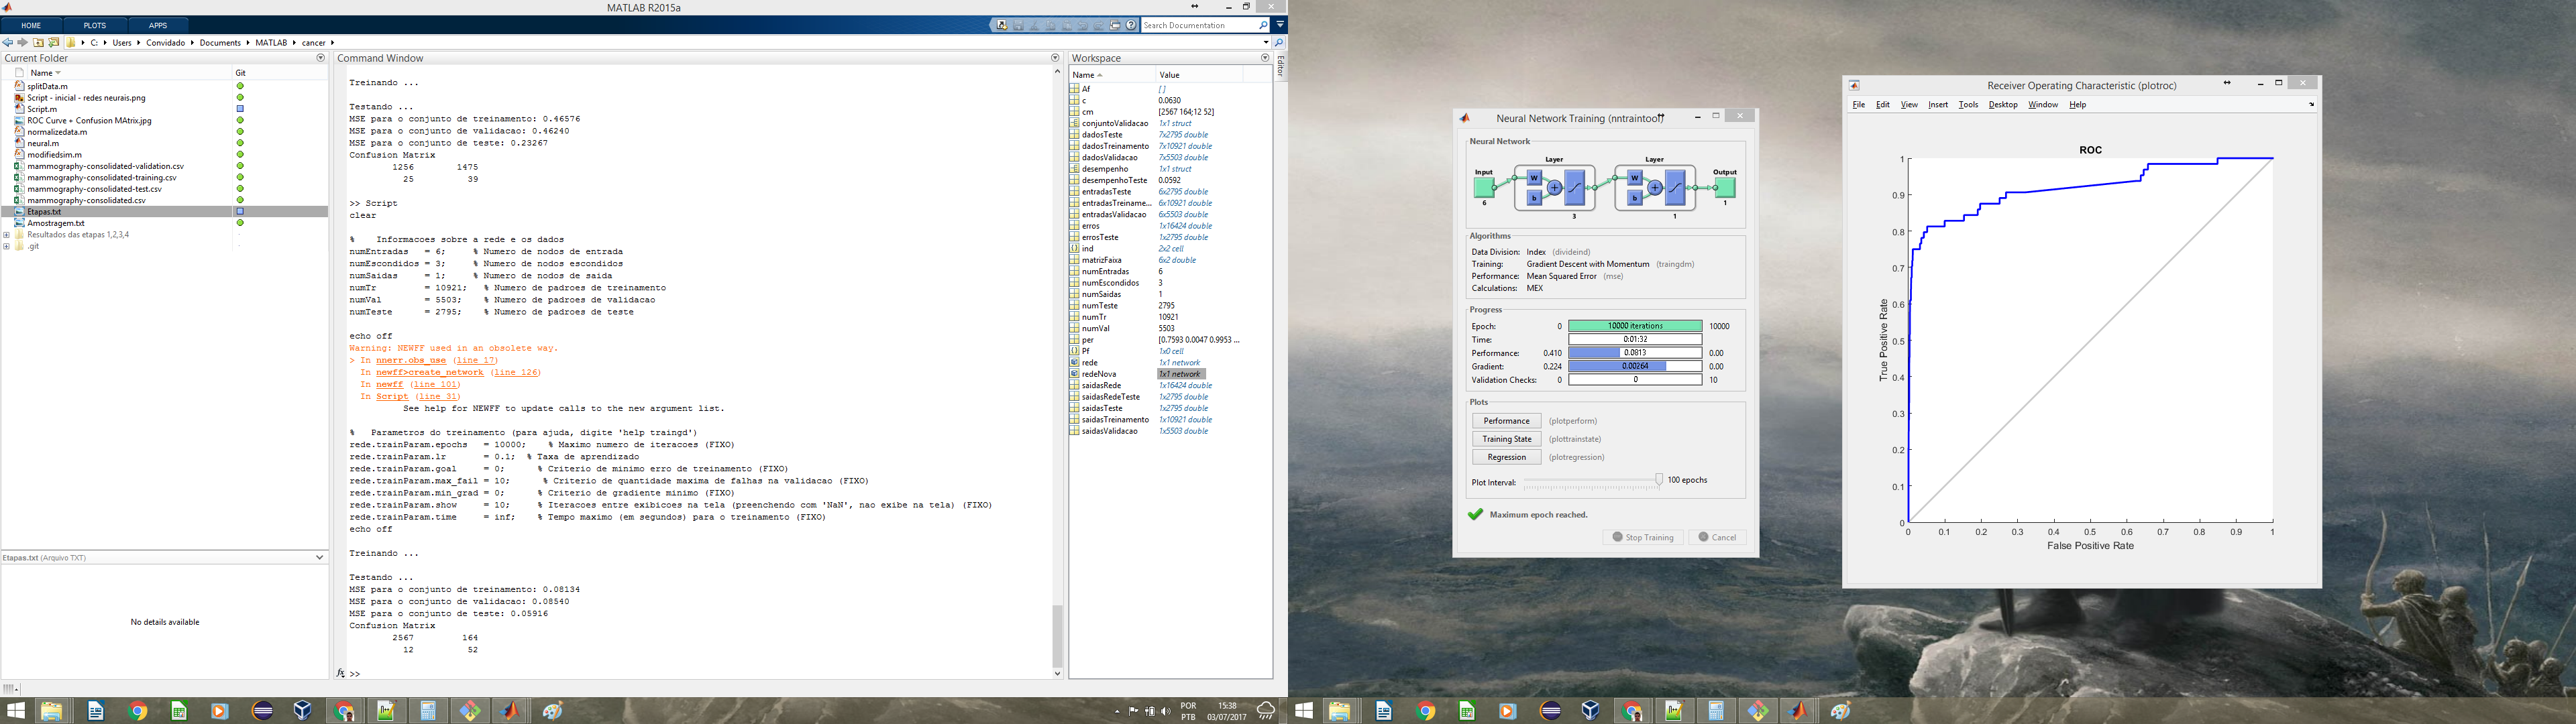 MATLAB R2015a
HOME PLOTS APPS
Search Documentation
C: Users Convidado Documents MATLAB cancer
Current Folder
Name Git
splitData.m
Script - inicial - redes neurais.png
Script.m
ROC Curve + Confusion MAtrix.jpg
normalizedata.m
neural.m
modifiedsim.m
mammography-consolidated-validation.csv
mammography-consolidated-training.csv
mammography-consolidated-test.csv
mammography-consolidated.csv
Etapas.txt
Amostragem.txt
Resultados das etapas 1,2,3,4
.git
Etapas.txt (Arquivo TXT)
No details available
Command Window
Treinando ...
Testando ...
MSE para o conjunto de treinamento: 0.46576
MSE para o conjunto de validacao: 0.46240
MSE para o conjunto de teste: 0.23267
Confusion Matrix
1256 1475
25 39
>> Script
clear
% Informacoes sobre a rede e os dados
numEntradas = 6; % Numero de nodos de entrada
numEscondidos = 3; % Numero de nodos escondidos
numSaidas = 1; % Numero de nodos de saida
numTr = 10921; % Numero de padroes de treinamento
numVal = 5503; % Numero de padroes de validacao
numTeste = 2795; % Numero de padroes de teste
echo off
Warning: NEWFF used in an obsolete way.
> In nnerr.obs_use (line 17)
In newff>create_network (line 126)
In newff (line 101)
In Script (line 31)
See help for NEWFF to update calls to the new argument list.
% Parametros do treinamento (para ajuda, digite 'help traingd')
rede.trainParam.epochs = 10000; % Maximo numero de iteracoes (FIXO)
rede.trainParam.lr = 0.1; % Taxa de aprendizado
rede.trainParam.goal = 0; % Criterio de minimo erro de treinamento (FIXO)
rede.trainParam.max_fail = 10; % Criterio de quantidade maxima de falhas na validacao (FIXO)
rede.trainParam.min_grad = 0; % Criterio de gradiente minimo (FIXO)
rede.trainParam.show = 10; % Iteracoes entre exibicoes na tela (preenchendo com 'NaN', nao exibe na tela) (FIXO)
rede.trainParam.time = inf; % Tempo maximo (em segundos) para o treinamento (FIXO)
echo off
Treinando ...
Testando ...
MSE para o conjunto de treinamento: 0.08134
MSE para o conjunto de validacao: 0.08540
MSE para o conjunto de teste: 0.05916
Confusion Matrix
2567 164
12 52
fx >>
Workspace
Name Value
Af []
c 0.0630
cm [2567 164;12 52]
conjuntoValidacao 1x1 struct
dadosTeste 7x2795 double
dadosTreinamento 7x10921 double
dadosValidacao 7x5503 double
desempenho 1x1 struct
desempenhoTeste 0.0592
entradasTeste 6x2795 double
entradasTreiname... 6x10921 double
entradasValidacao 6x5503 double
erros 1x16424 double
errosTeste 1x2795 double
ind 2x2 cell
matrizFaixa 6x2 double
numEntradas 6
numEscondidos 3
numSaidas 1
numTeste 2795
numTr 10921
numVal 5503
per [0.7593 0.0047 0.9953 ...
Pf 1x0 cell
rede 1x1 network
redeNova 1x1 network
saidasRede 1x16424 double
saidasRedeTeste 1x2795 double
saidasTeste 1x2795 double
saidasTreinamento 1x10921 double
saidasValidacao 1x5503 double
Editor
POR
PTB
15:38
03/07/2017
Neural Network Training (nntraintool)
Neural Network
Layer Layer
Input Output
W W
b b
6 3 1 1
Algorithms
Data Division: Index (divideind)
Training: Gradient Descent with Momentum (traingdm)
Performance: Mean Squared Error (mse)
Calculations: MEX
Progress
Epoch: 0 10000 iterations 10000
Time: 0:01:32
Performance: 0.410 0.0813 0.00
Gradient: 0.224 0.00264 0.00
Validation Checks: 0 0 10
Plots
Performance (plotperform)
Training State (plottrainstate)
Regression (plotregression)
Plot Interval: 100 epochs
Maximum epoch reached.
Stop Training Cancel
Receiver Operating Characteristic (plotroc)
File Edit View Insert Tools Desktop Window Help
ROC
True Positive Rate
1
0.9
0.8
0.7
0.6
0.5
0.4
0.3
0.2
0.1
0
0 0.1 0.2 0.3 0.4 0.5 0.6 0.7 0.8 0.9 1
False Positive Rate